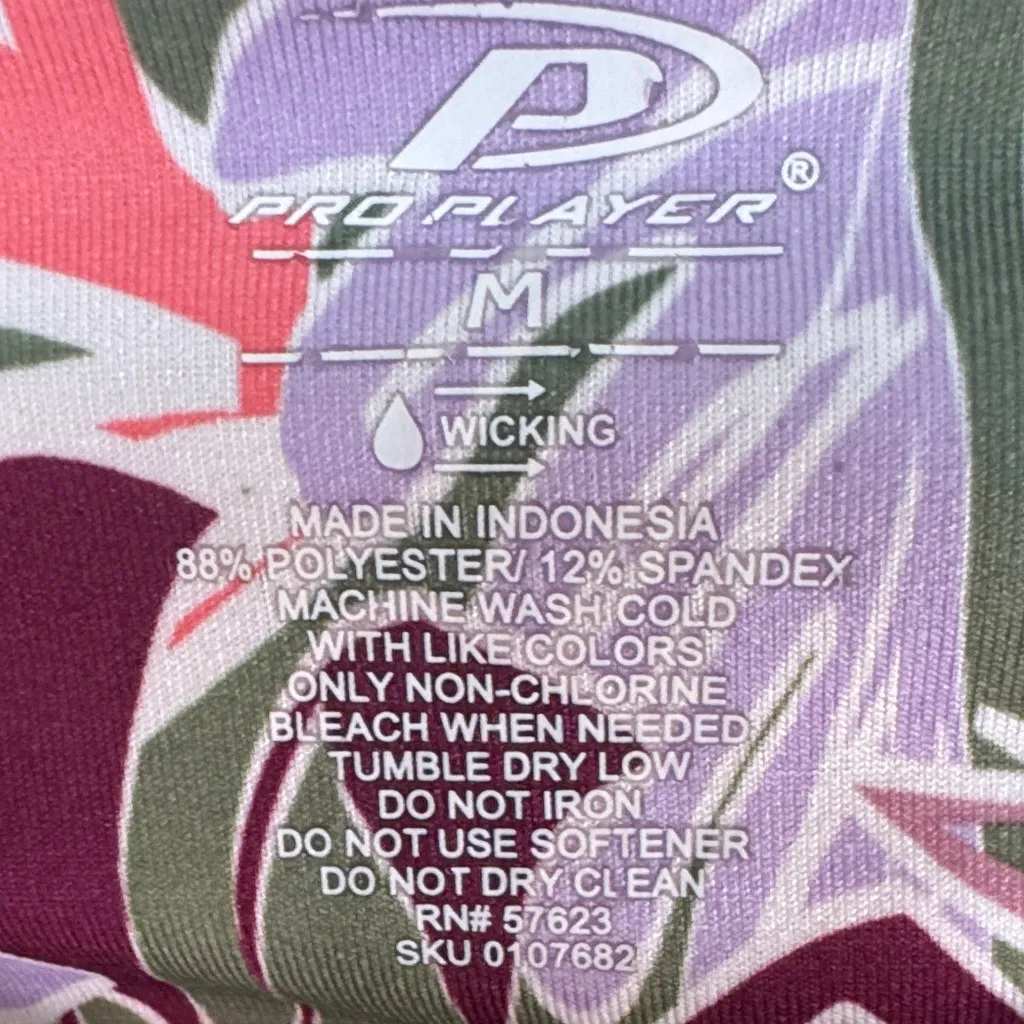 PRO PLAYER®
M
WICKING
MADE IN INDONESIA
88% POLYESTER/ 12% SPANDEX
MACHINE WASH COLD
WITH LIKE COLORS
ONLY NON-CHLORINE
BLEACH WHEN NEEDED
TUMBLE DRY LOW
DO NOT IRON
DO NOT USE SOFTENER
DO NOT DRY CLEAN
RN# 57623
SKU 0107682